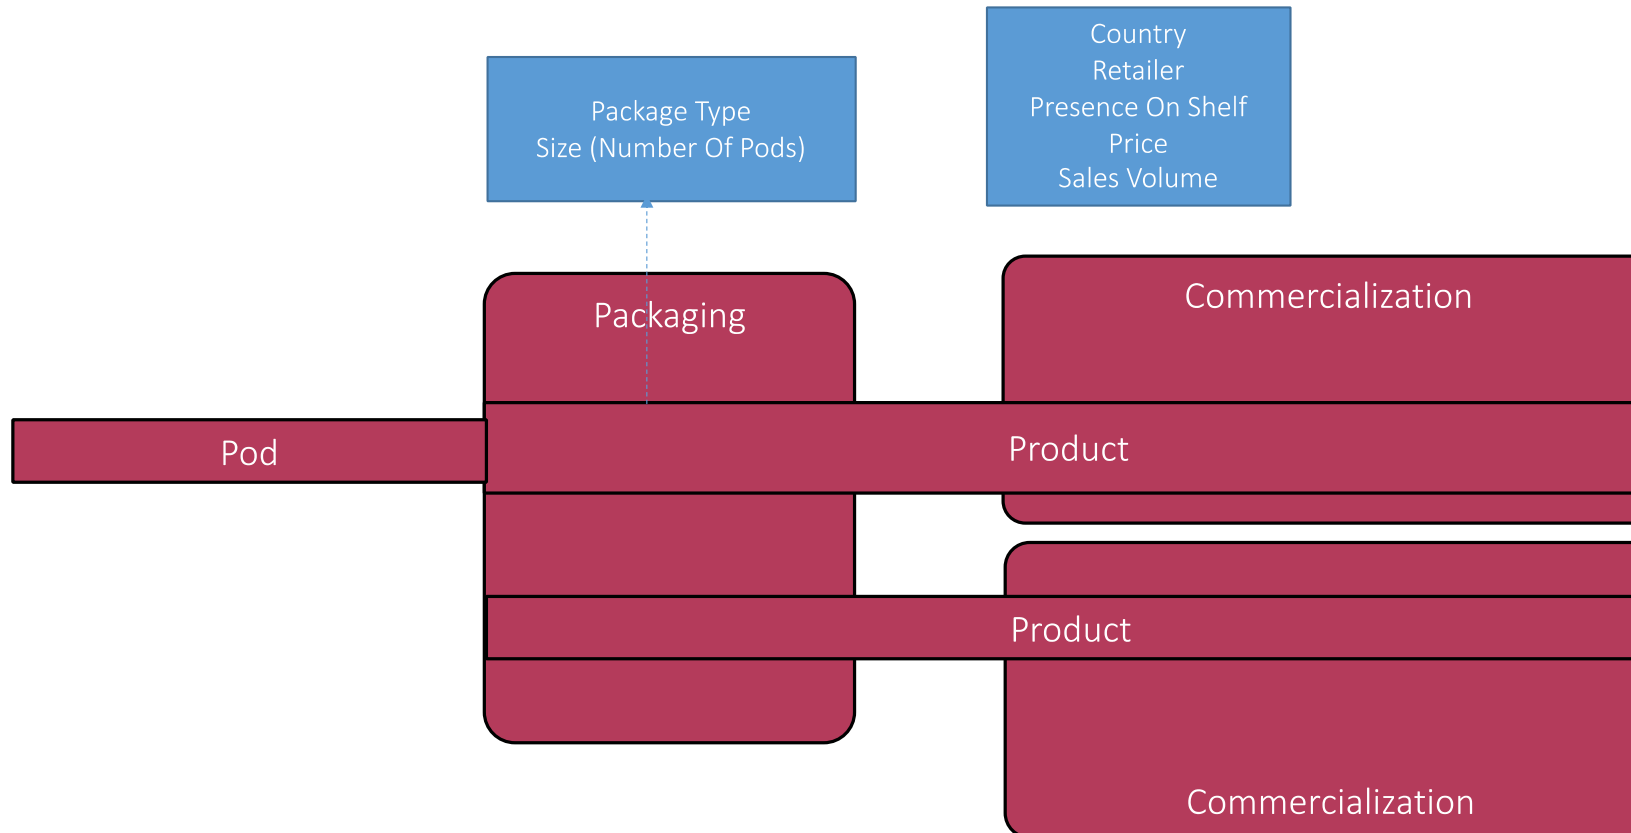 Country
Retailer
Presence On Shelf
Price
Sales Volume
Package Type
Size (Number Of Pods)
Packaging
Commercialization
Pod
Product
Product
Commercialization